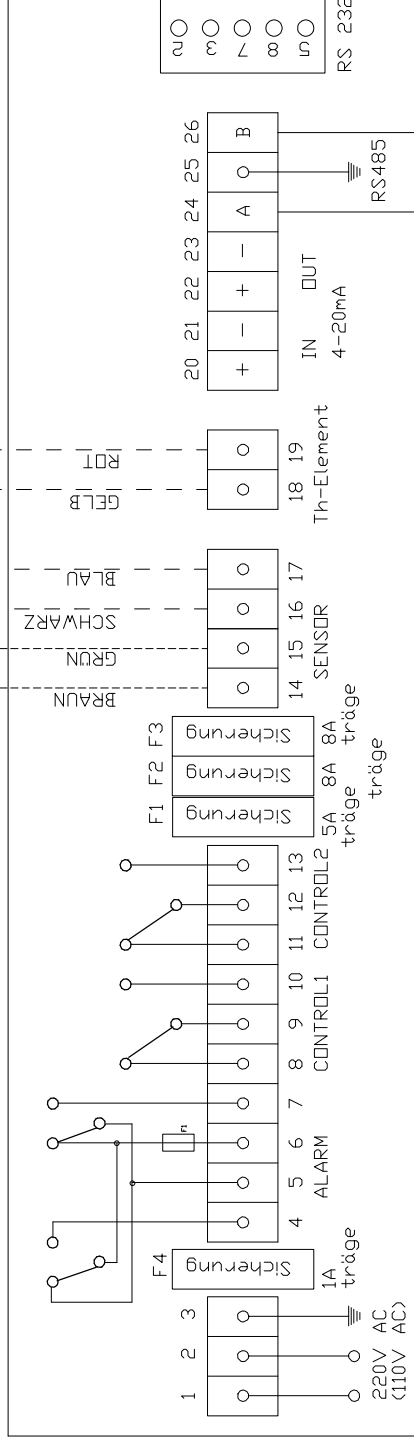 RS 232
2 3 7 8 5
26
25
24
23
22
21
20
B
A
-
+
-
+
RS485
IN OUT
4-20mA
ROT
GELB
19
18
Th-Element
BLAU
SCHWARZ
GRÜN
BRAUN
17
16
15
14
SENSOR
F3
F2
F1
Sicherung
Sicherung
Sicherung
8A
träge
8A
träge
5A
träge
13
12
11
CONTROL2
10
9
8
CONTROL1
7
6
5
4
ALARM
F4
Sicherung
1A
träge
3
2
1
220V AC
(110V AC)